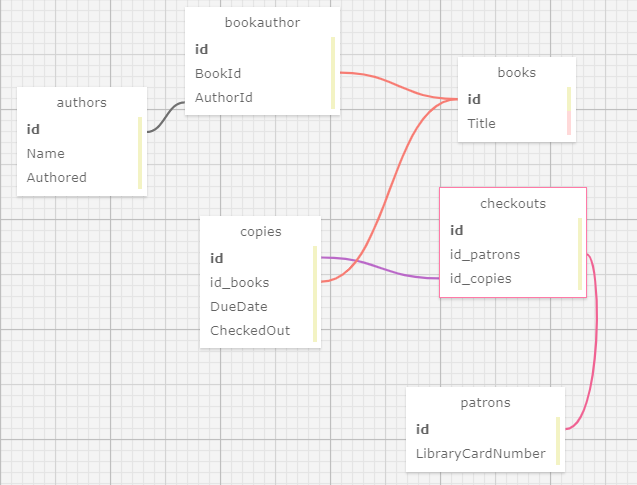 bookauthor
id
BookId
AuthorId
books
id
Title
authors
id
Name
Authored
checkouts
id
id_patrons
id_copies
copies
id
id_books
DueDate
CheckedOut
patrons
id
LibraryCardNumber